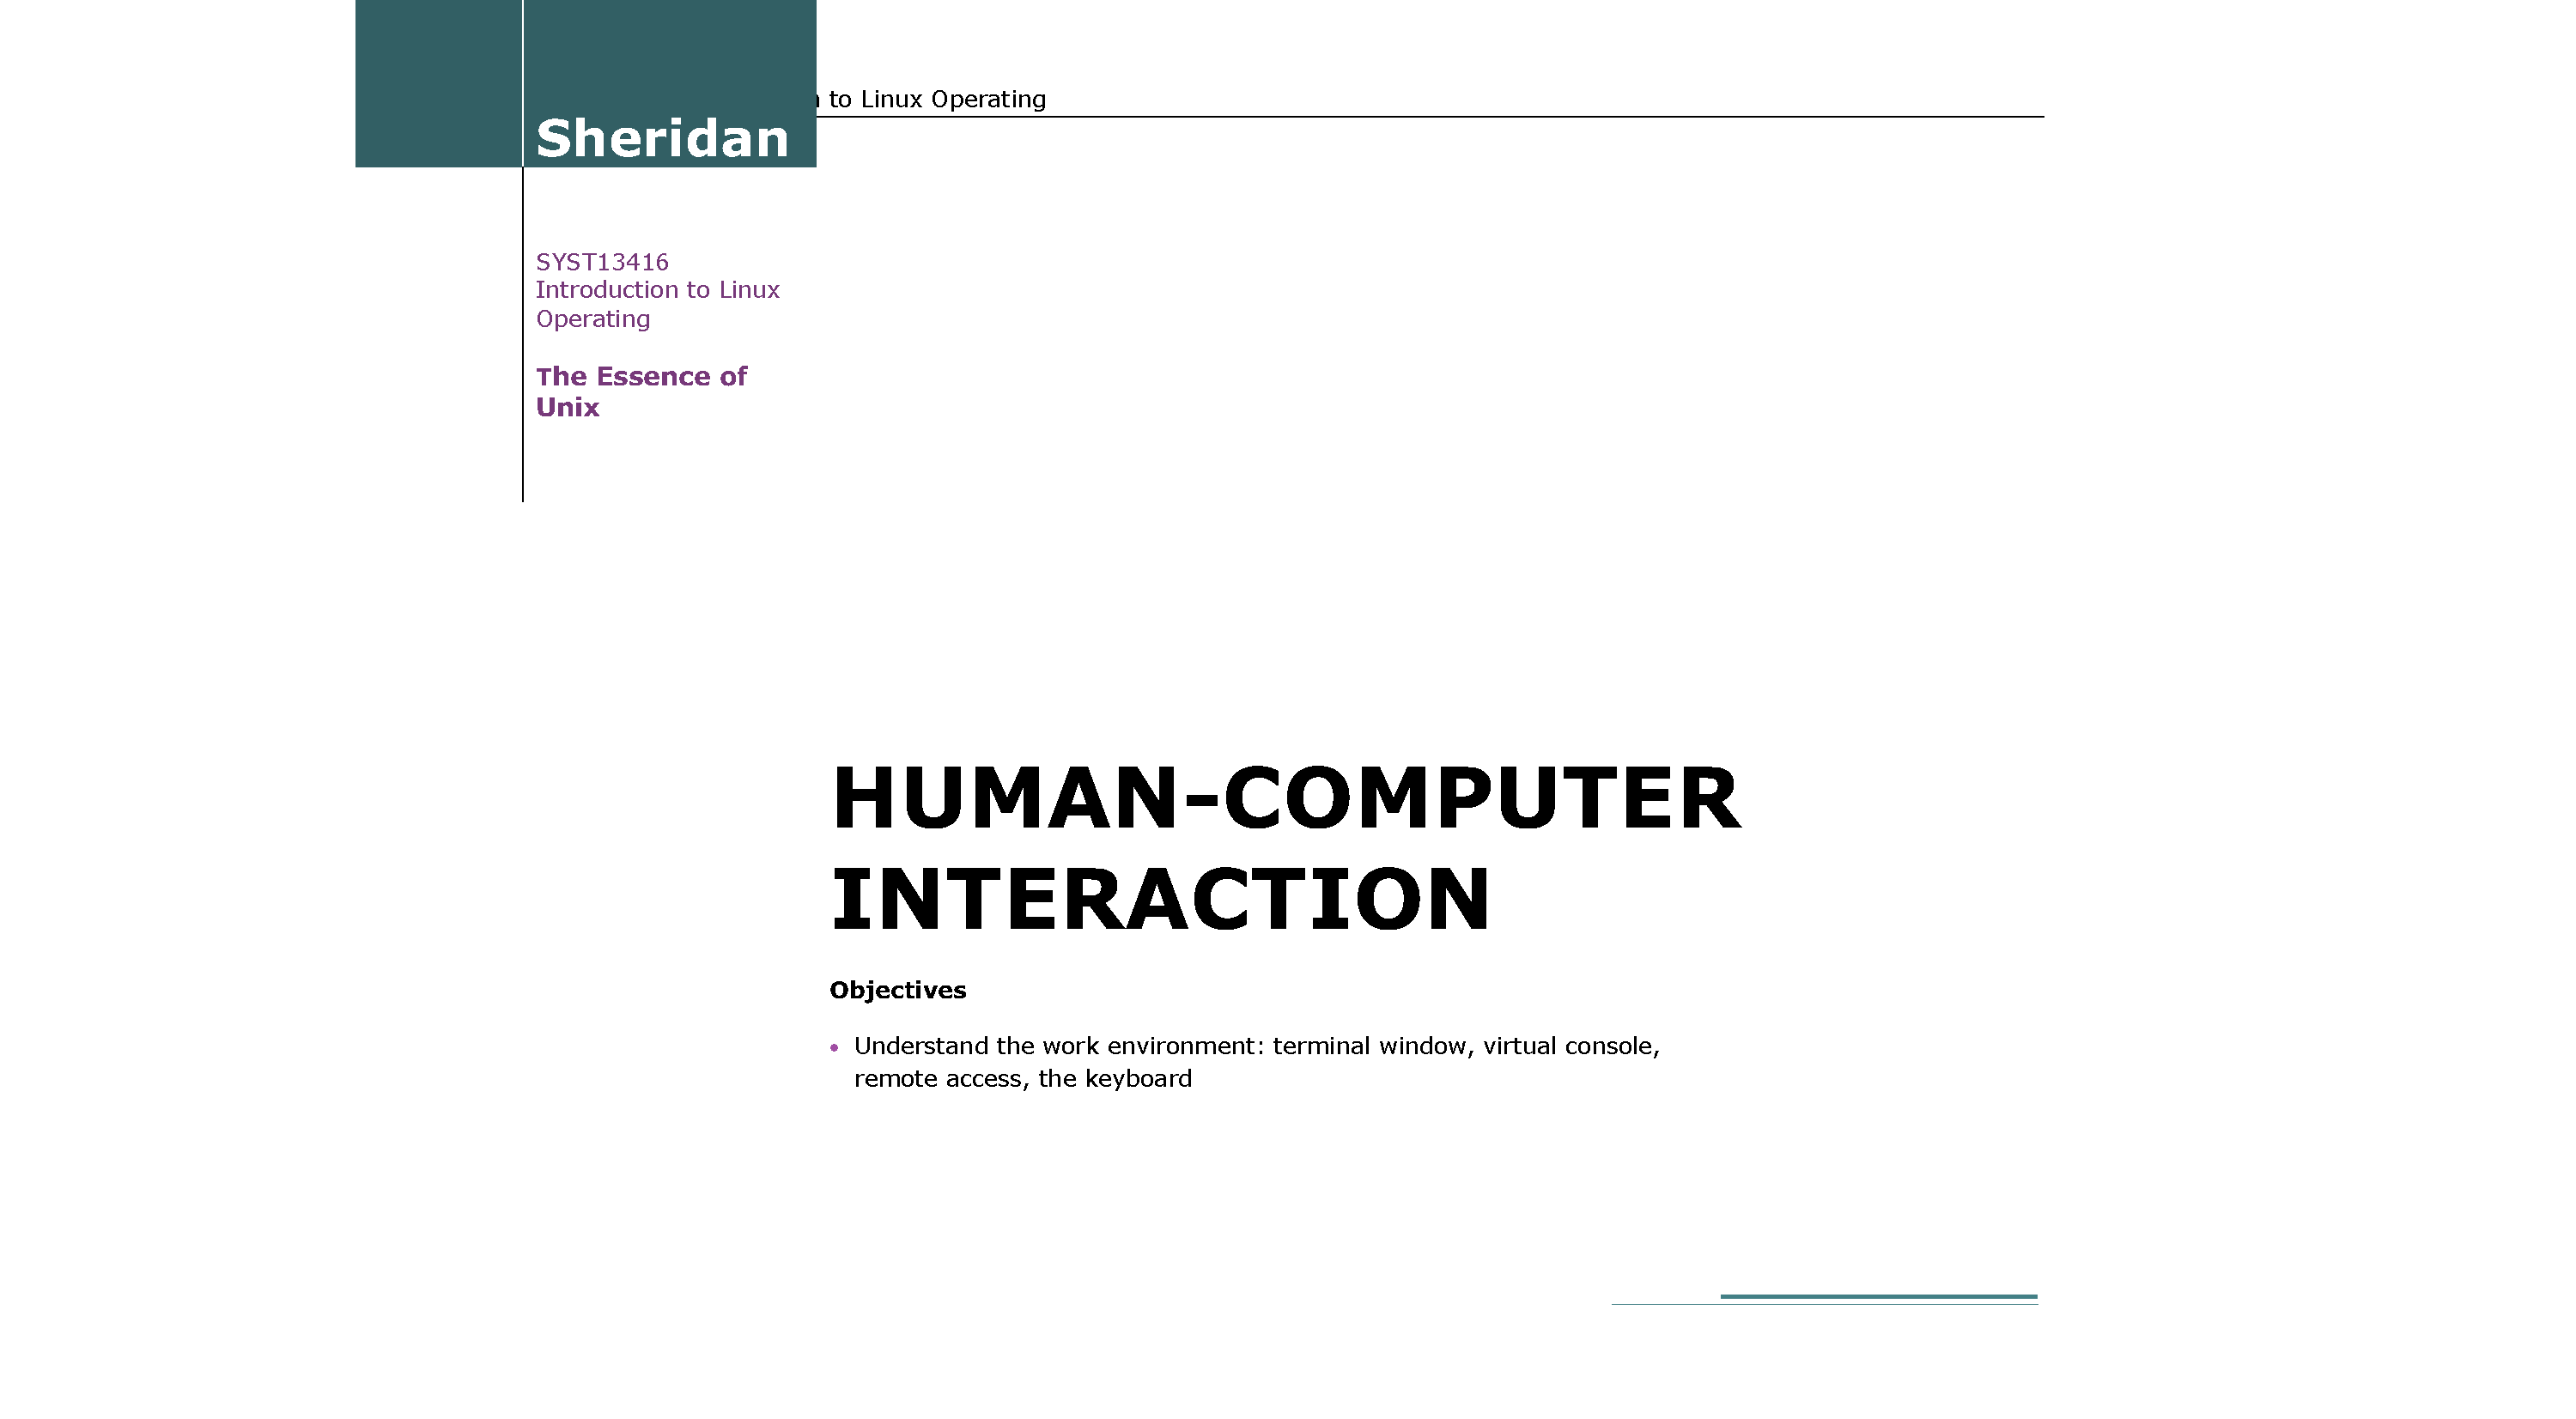 to Linux Operating
Sheridan
SYST13416
Introduction to Linux
Operating
The Essence of
Unix
HUMAN-COMPUTER
INTERACTION
Objectives
• Understand the work environment: terminal window, virtual console,
remote access, the keyboard